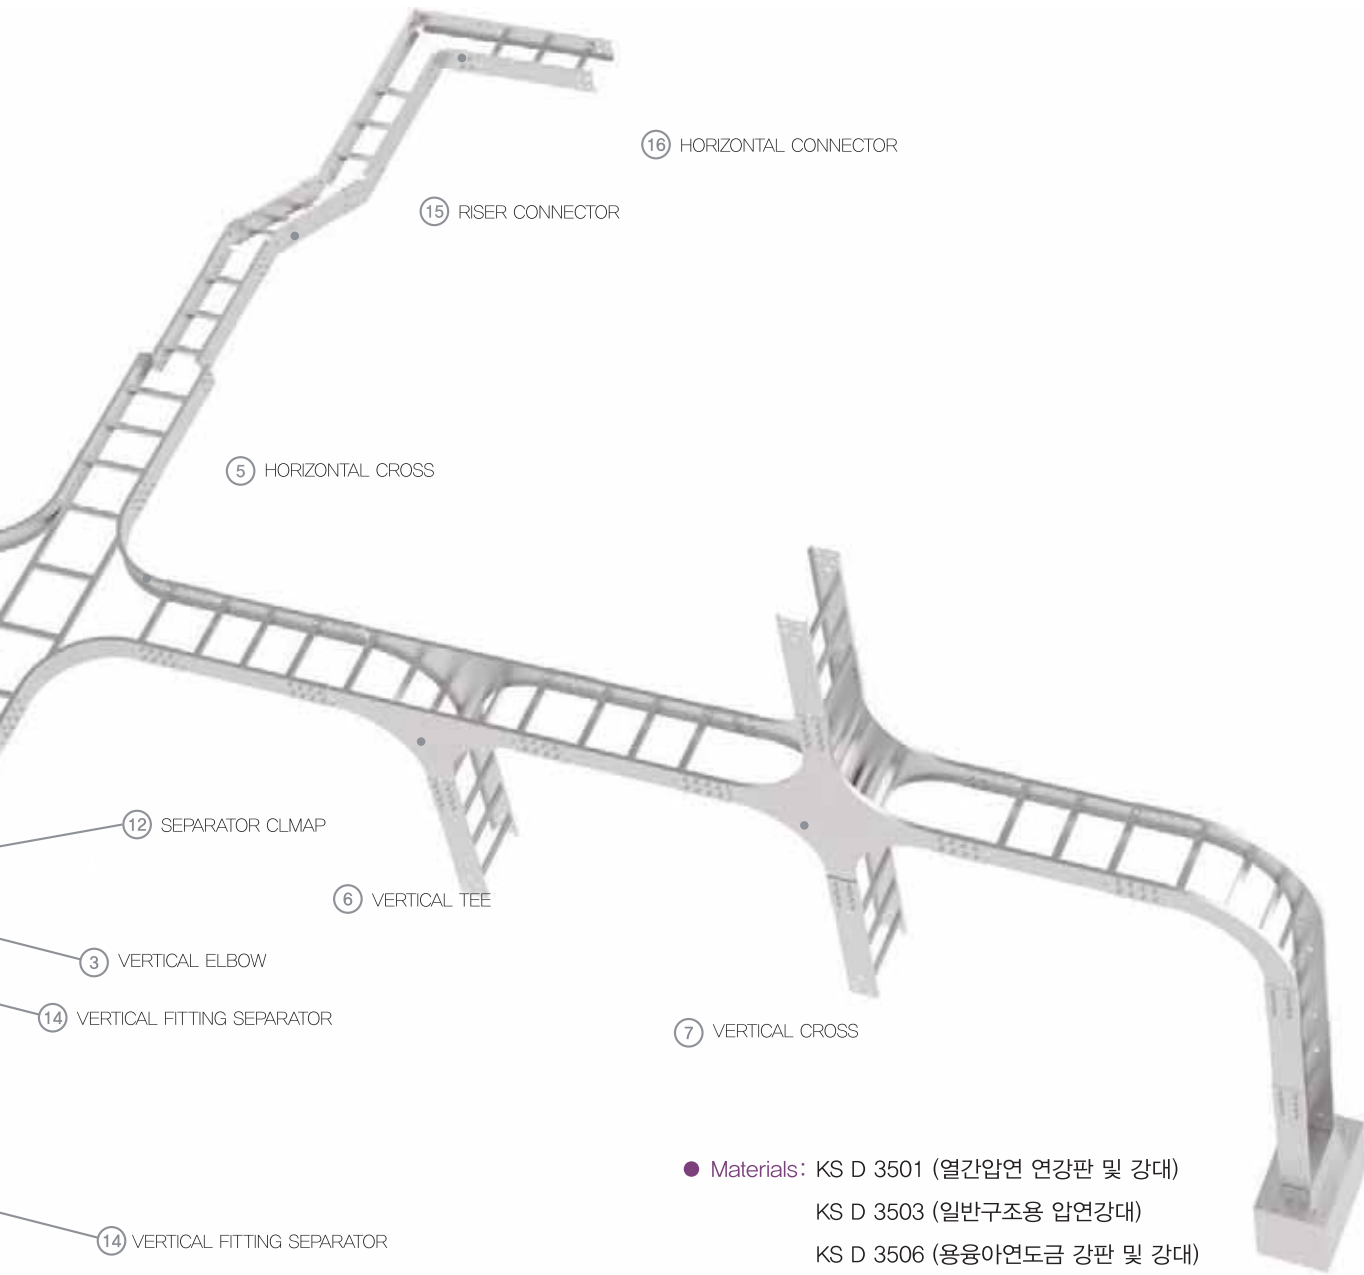 16 HORIZONTAL CONNECTOR
15 RISER CONNECTOR
5 HORIZONTAL CROSS
12 SEPARATOR CLMAP
6 VERTICAL TEE
3 VERTICAL ELBOW
14 VERTICAL FITTING SEPARATOR
7 VERTICAL CROSS
● Materials: KS D 3501 (열간압연 연강판 및 강대)
KS D 3503 (일반구조용 압연강대)
14 VERTICAL FITTING SEPARATOR
KS D 3506 (용융아연도금 강판 및 강대)